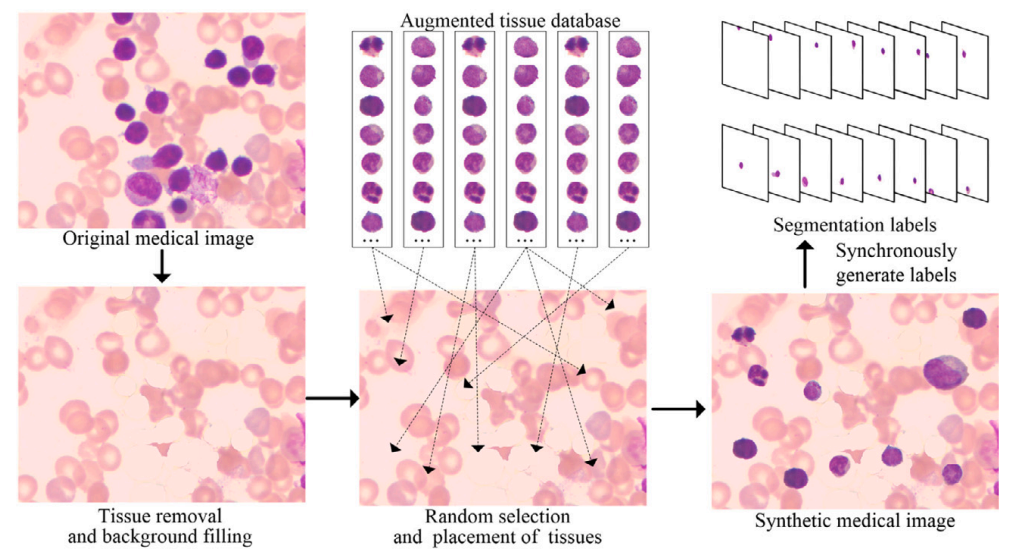 Augmented tissue database
...
...
...
...
...
...
Original medical image
Segmentation labels
Synchronously
generate labels
Tissue removal
and background filling
Random selection
and placement of tissues
Synthetic medical image